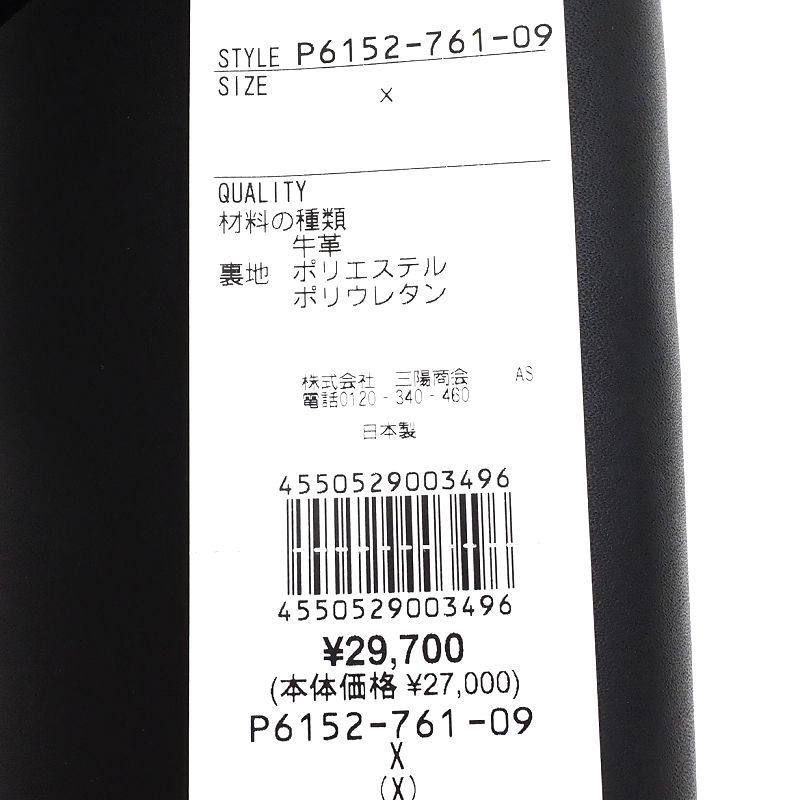 STYLE P6152-761-09
SIZE
X
QUALITY
材料の種類
牛革
裏地 ポリエステル
ポリウレタン
株式会社 三陽商会 AS
電話0120-340-460
日本製
4550529003496
4550529003496
¥29,700
(本体価格 ¥27,000)
P6152-761-09
X
(X)